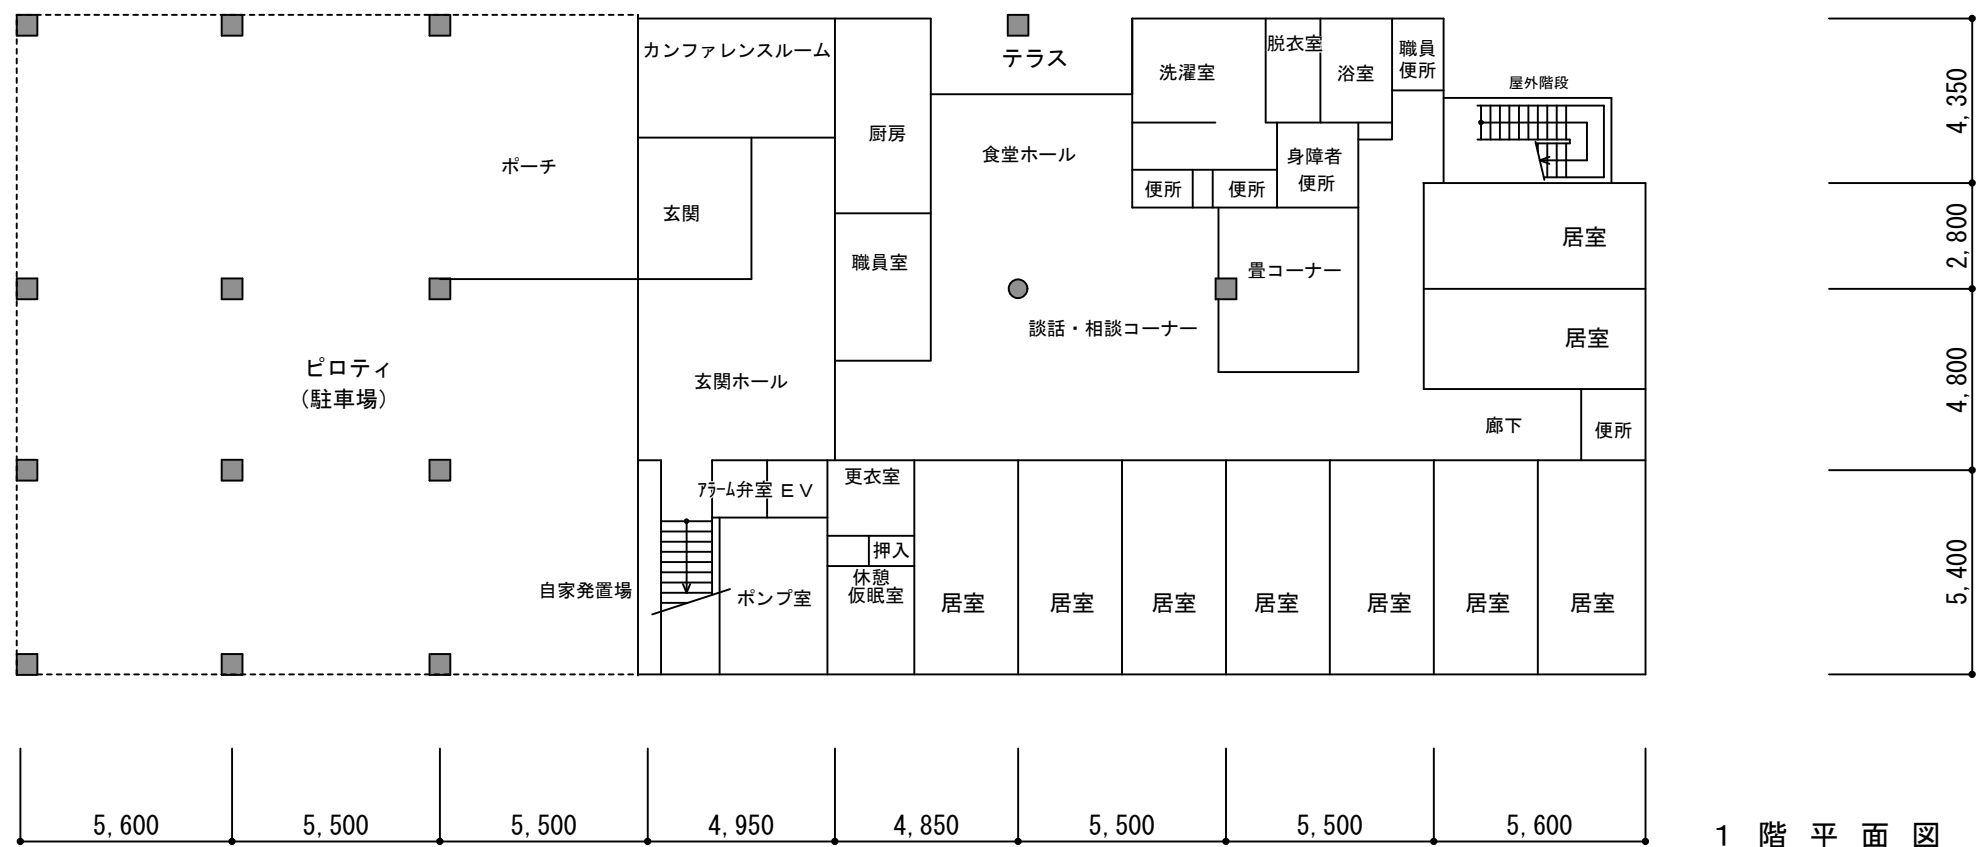 カンファレンスルーム
テラス
脱衣室
職員
便所
洗濯室
浴室
屋外階段
4,350
厨房
ポーチ
食堂ホール
身障者
便所
便所
便所
玄関
2,800
居室
職員室
畳コーナー
談話・相談コーナー
居室
ピロティ
(駐車場)
玄関ホール
4,800
廊下
便所
更衣室
アラーム弁室
EV
押入
休憩
仮眠室
自家発置場
ポンプ室
居室
居室
居室
居室
居室
居室
居室
5,400
5,600
5,500
5,500
4,950
4,850
5,500
5,500
5,600
1階平面図